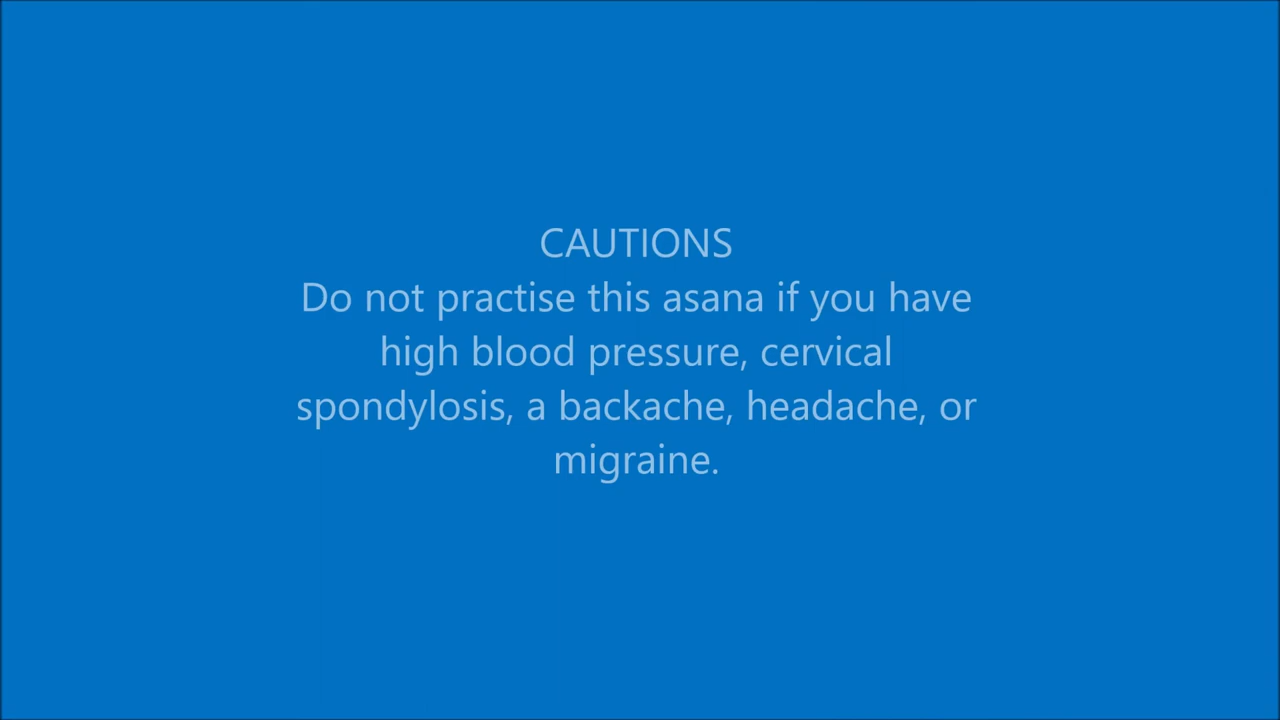 CAUTIONS
Do not practise this asana if you have
high blood pressure, cervical
spondylosis, a backache, headache, or
migraine.